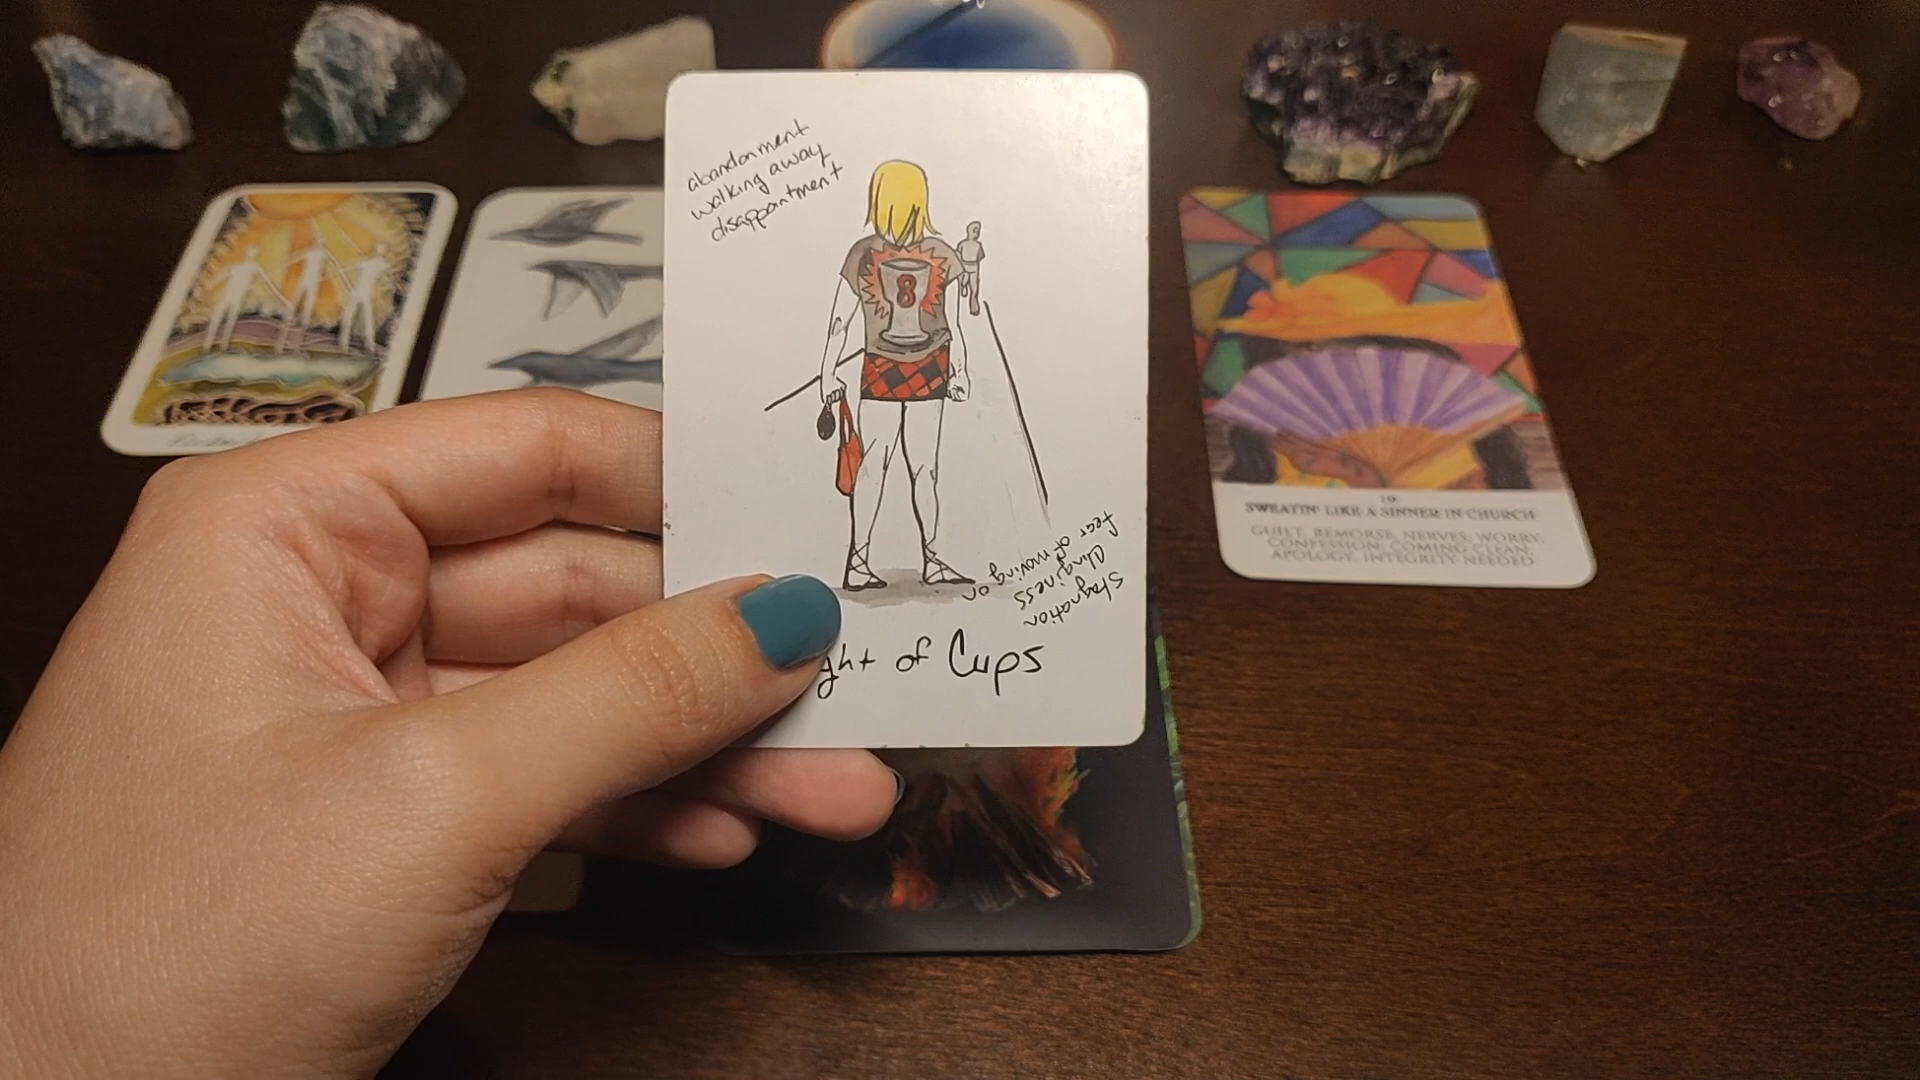 abandonment
walking away
disappointment
8
stagnation
clinginess
fear of moving
on
ght of Cups
19
SWEATIN' LIKE A SINNER IN CHURCH
GUILT, REMORSE, NERVES, WORRY,
CONFESSION, COMING CLEAN,
APOLOGY, INTEGRITY NEEDED